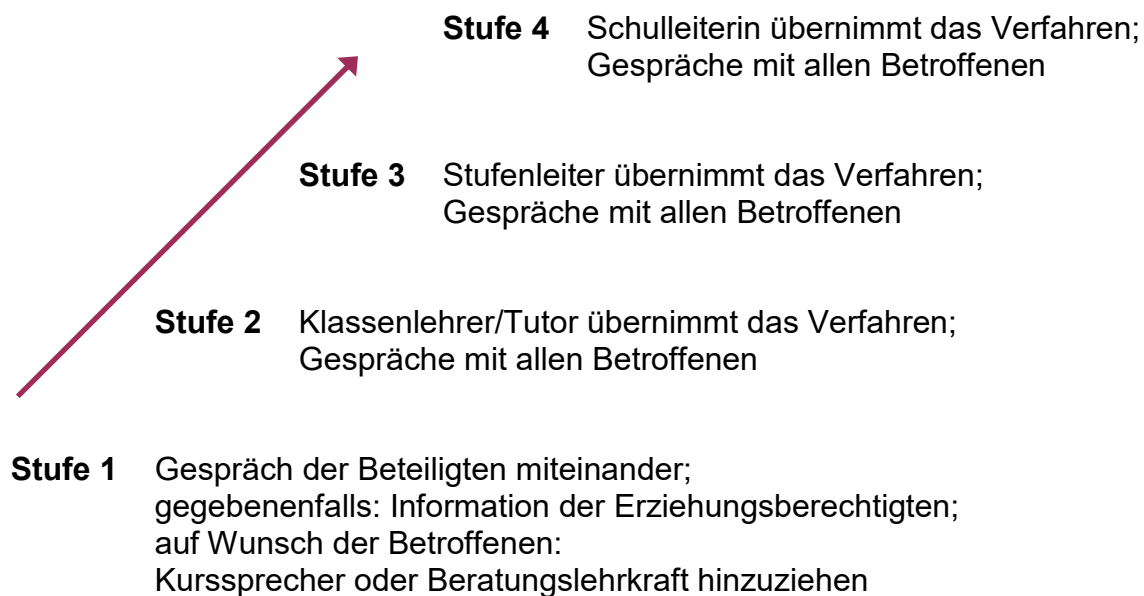 Stufe 4 Schulleiterin übernimmt das Verfahren;
Gespräche mit allen Betroffenen
Stufe 3 Stufenleiter übernimmt das Verfahren;
Gespräche mit allen Betroffenen
Stufe 2 Klassenlehrer/Tutor übernimmt das Verfahren;
Gespräche mit allen Betroffenen
Stufe 1 Gespräch der Beteiligten miteinander;
gegebenenfalls: Information der Erziehungsberechtigten;
auf Wunsch der Betroffenen:
Kurssprecher oder Beratungslehrkraft hinzuziehen